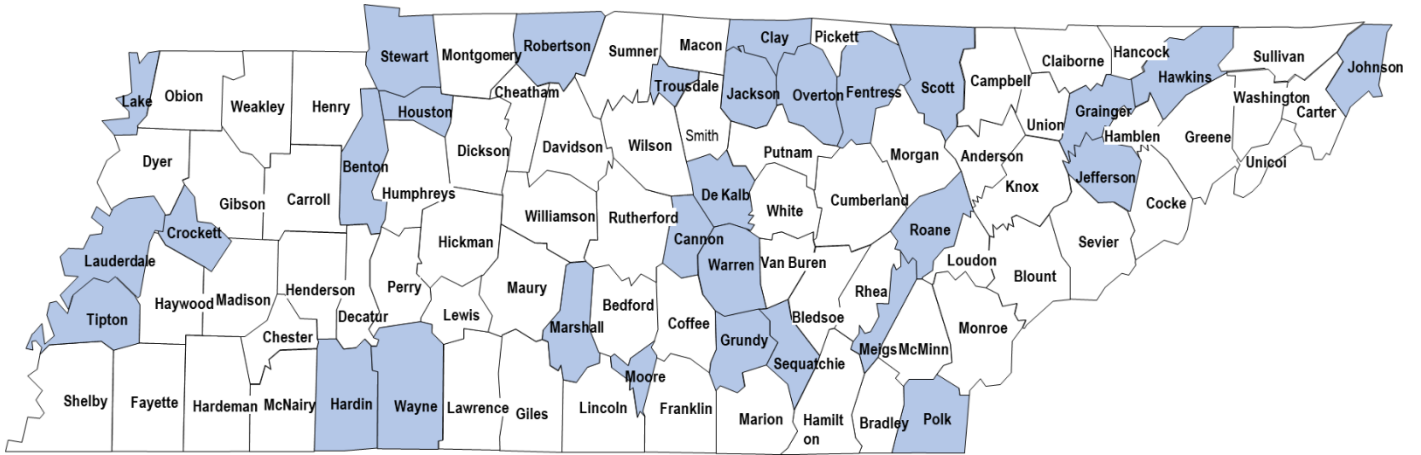 Stewart
Montgomery
Robertson
Sumner
Macon
Clay
Pickett
Scott
Campbell
Claiborne
Hancock
Hawkins
Sullivan
Johnson
Lake
Obion
Weakley
Henry
Houston
Cheatham
Trousdale
Jackson
Overton
Fentress
Union
Grainger
Hamblen
Greene
Washington
Carter
Unicoi
Dyer
Gibson
Carroll
Benton
Humphreys
Dickson
Davidson
Wilson
Smith
Putnam
Morgan
Anderson
Knox
Jefferson
Cocke
Crockett
Lauderdale
Hickman
Williamson
Rutherford
De Kalb
Cannon
White
Cumberland
Roane
Loudon
Blount
Sevier
Tipton
Haywood
Madison
Henderson
Decatur
Perry
Lewis
Maury
Marshall
Bedford
Coffee
Warren
Van Buren
Bledsoe
Rhea
Meigs
McMinn
Monroe
Chester
Moore
Grundy
Sequatchie
Shelby
Fayette
Hardeman
McNairy
Hardin
Wayne
Lawrence
Giles
Lincoln
Franklin
Marion
Hamilt
on
Bradley
Polk